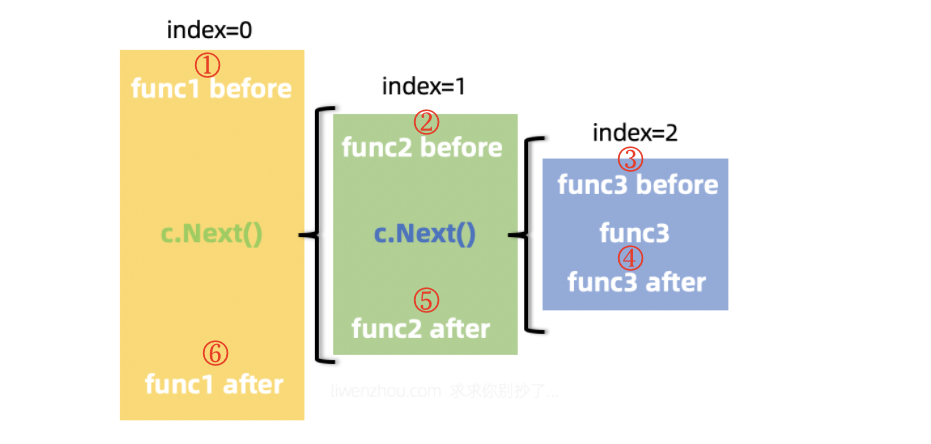 index=0
①
func1 before
c.Next()
⑥
func1 after
index=1
②
func2 before
c.Next()
⑤
func2 after
index=2
③
func3 before
func3
④
func3 after
liwenzhou.com 求求你别抄了...